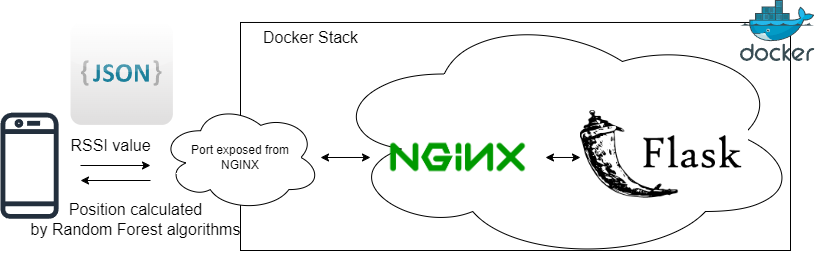 Docker Stack
docker
{JSON}
RSSI value
Port exposed from
NGINX
NGiNX
Flask
Position calculated
by Random Forest algorithms